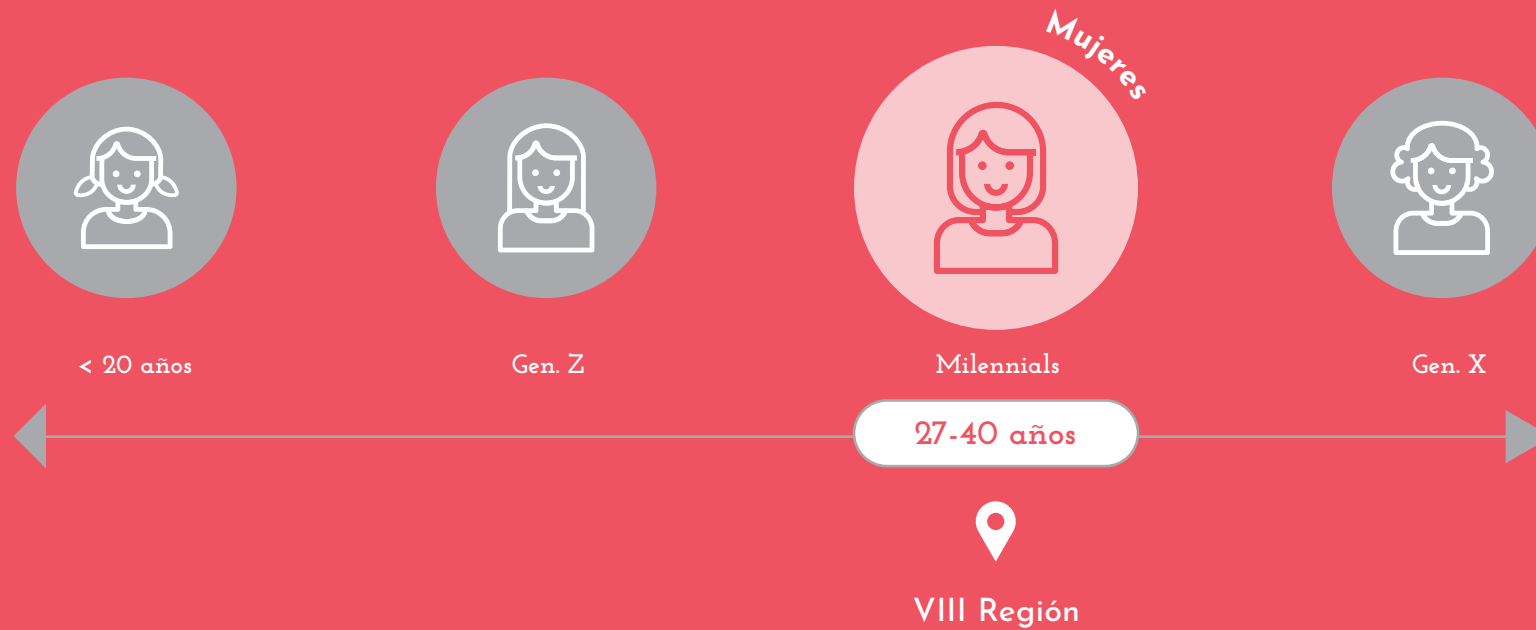 Mujeres
< 20 años
Gen. Z
Milennials
Gen. X
27-40 años
VIII Región